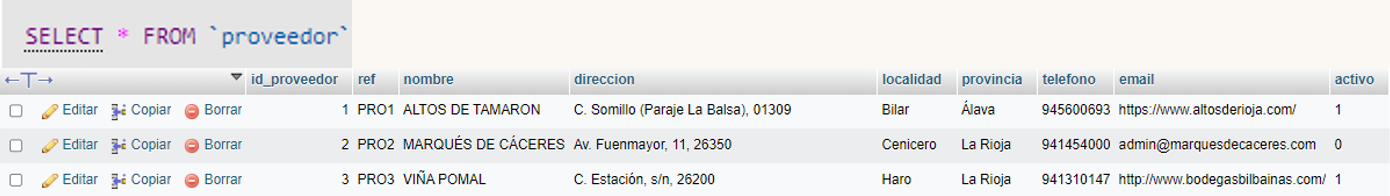 SELECT * FROM `proveedor`
←T→ id_proveedor ref nombre direccion localidad provincia telefono email activo
Editar Copiar Borrar 1 PRO1 ALTOS DE TAMARON C. Somillo (Paraje La Balsa), 01309 Bilar Álava 945600693 https://www.altosderioja.com/ 1
Editar Copiar Borrar 2 PRO2 MARQUÉS DE CÁCERES Av. Fuenmayor, 11, 26350 Cenicero La Rioja 941454000 admin@marquesdecaceres.com 0
Editar Copiar Borrar 3 PRO3 VIÑA POMAL C. Estación, s/n, 26200 Haro La Rioja 941310147 http://www.bodegasbilbainas.com/ 1